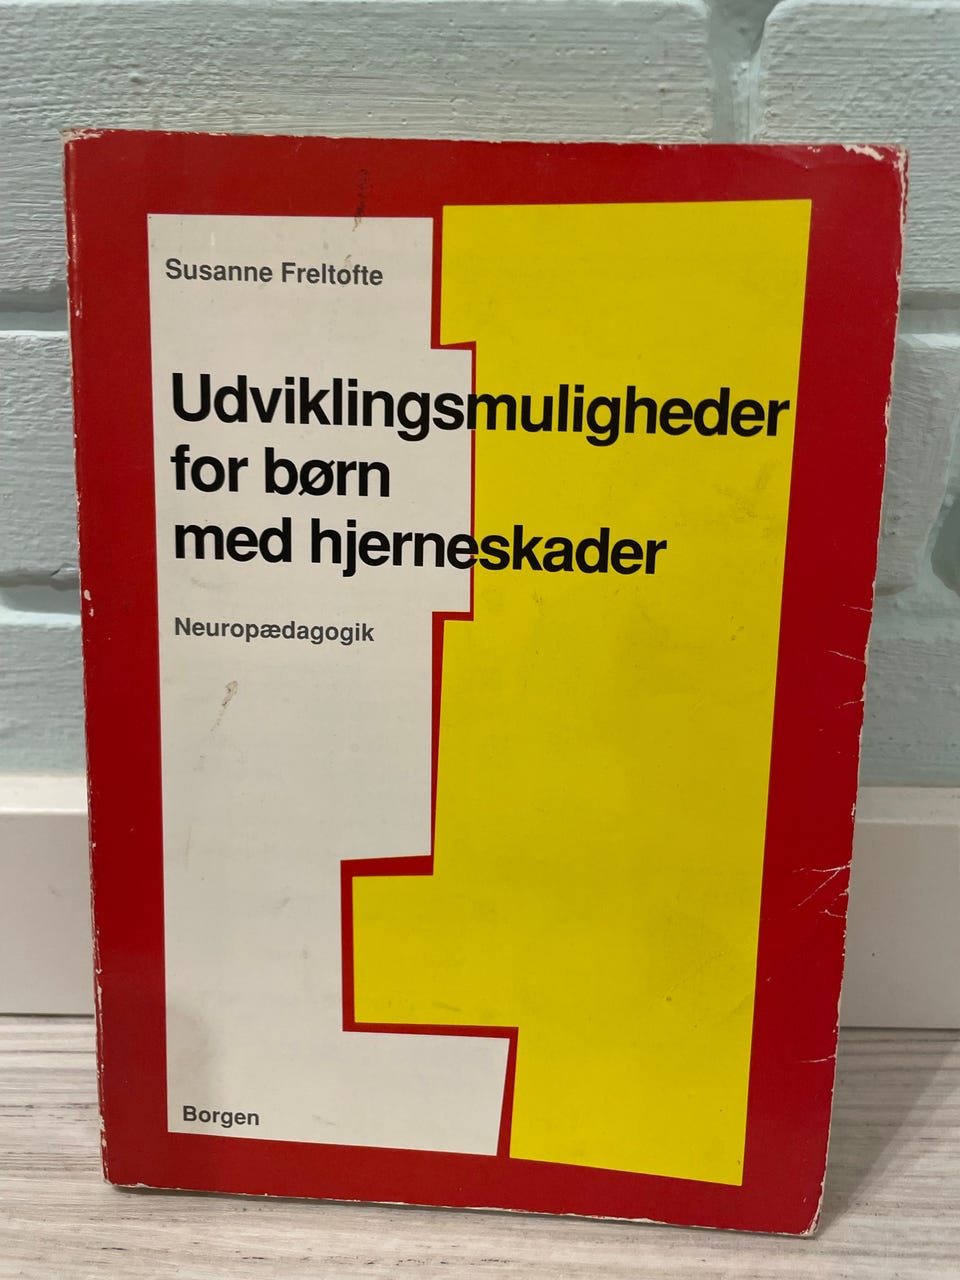 Susanne Freltofte
Udviklingsmuligheder
for børn
med hjerneskader
Neuropædagogik
Borgen